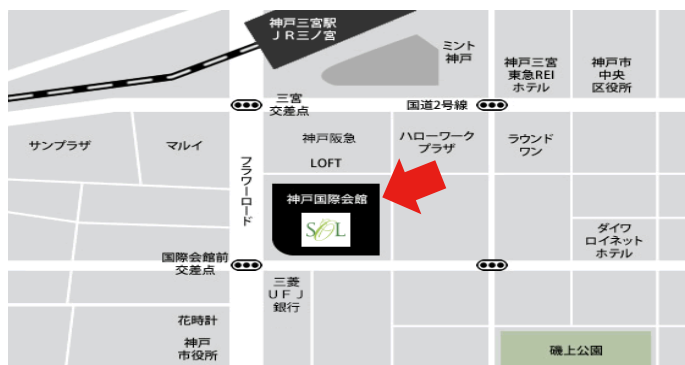 神戸三宮駅
ＪＲ三ノ宮
ミント
神戸
神戸三宮
東急REI
ホテル
神戸市
中央
区役所
三宮
交差点
国道2号線
サンプラザ
マルイ
フラワーロード
神戸阪急
LOFT
ハローワーク
プラザ
ラウンド
ワン
神戸国際会館
SOL
ダイワ
ロイネット
ホテル
国際会館前
交差点
三菱
ＵＦＪ
銀行
花時計
神戸
市役所
磯上公園